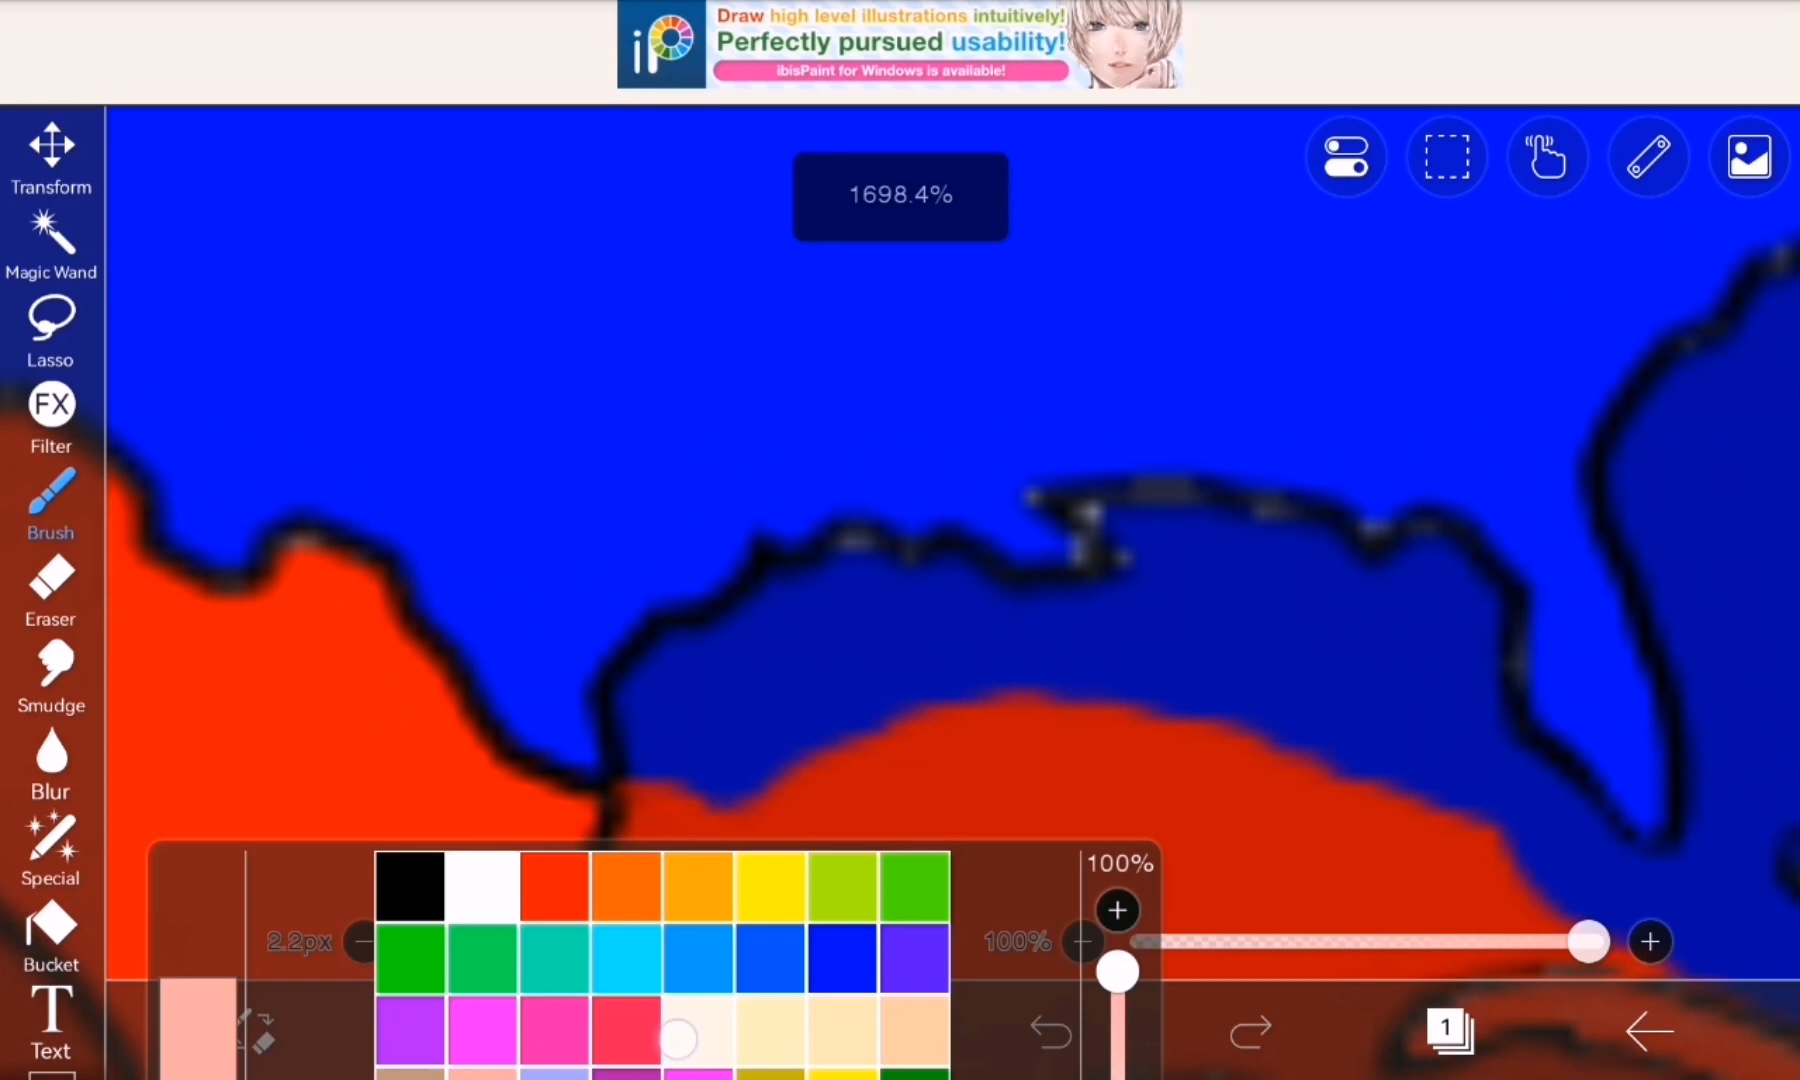 iP
Draw high level illustrations intuitively!
Perfectly pursued usability!
ibisPaint for Windows is available!
1698.4%
Transform
Magic Wand
Lasso
FX
Filter
Brush
Eraser
Smudge
Blur
Special
Bucket
T
Text
2.2px
100%
100%
1